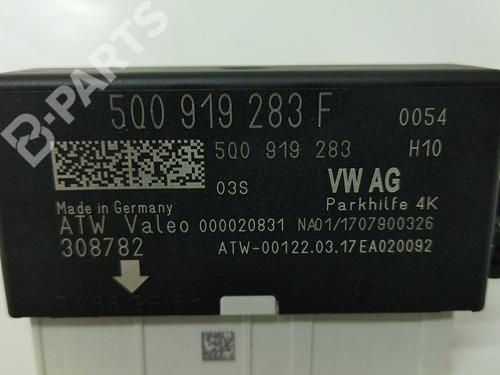 B-PARTS
5Q0 919 283 F
0054
5Q0 919 283
H10
03S
VW AG
Made in Germany
Parkhilfe 4K
ATW Valeo 000020831 NA01/1707900326
308782
ATW-00122.03.17EA020092